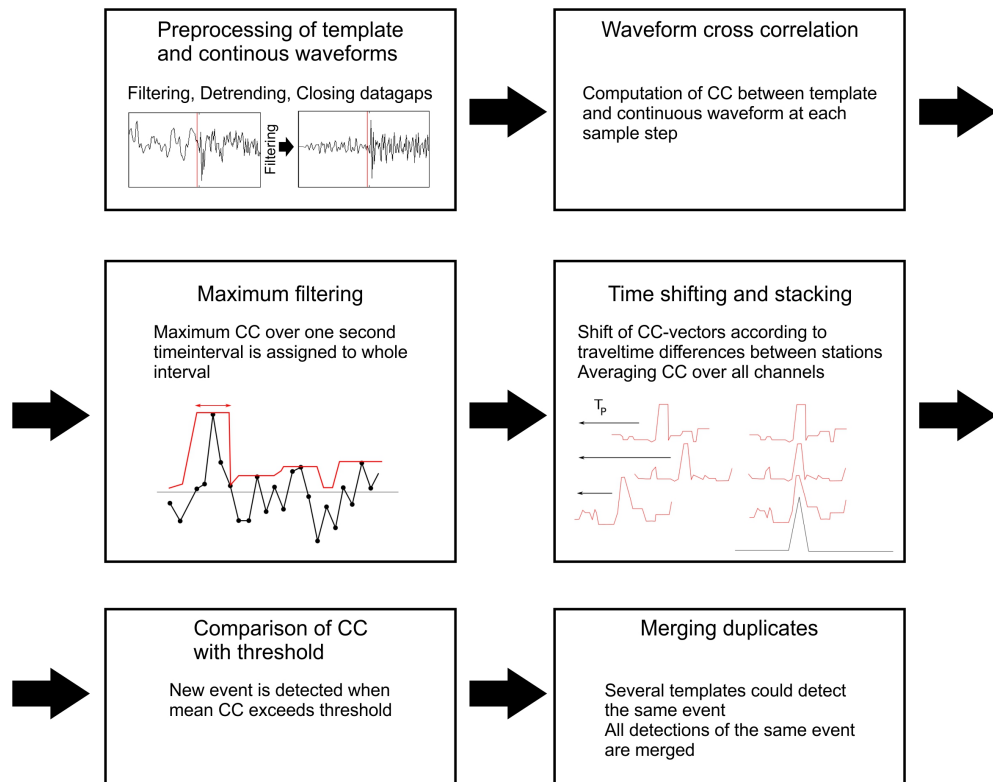 Preprocessing of template
and continous waveforms
Filtering, Detrending, Closing datagaps
Filtering
Waveform cross correlation
Computation of CC between template
and continuous waveform at each
sample step
Maximum filtering
Maximum CC over one second
timeinterval is assigned to whole
interval
Time shifting and stacking
Shift of CC-vectors according to
traveltime differences between stations
Averaging CC over all channels
Tp
Comparison of CC
with threshold
New event is detected when
mean CC exceeds threshold
Merging duplicates
Several templates could detect
the same event
All detections of the same event
are merged